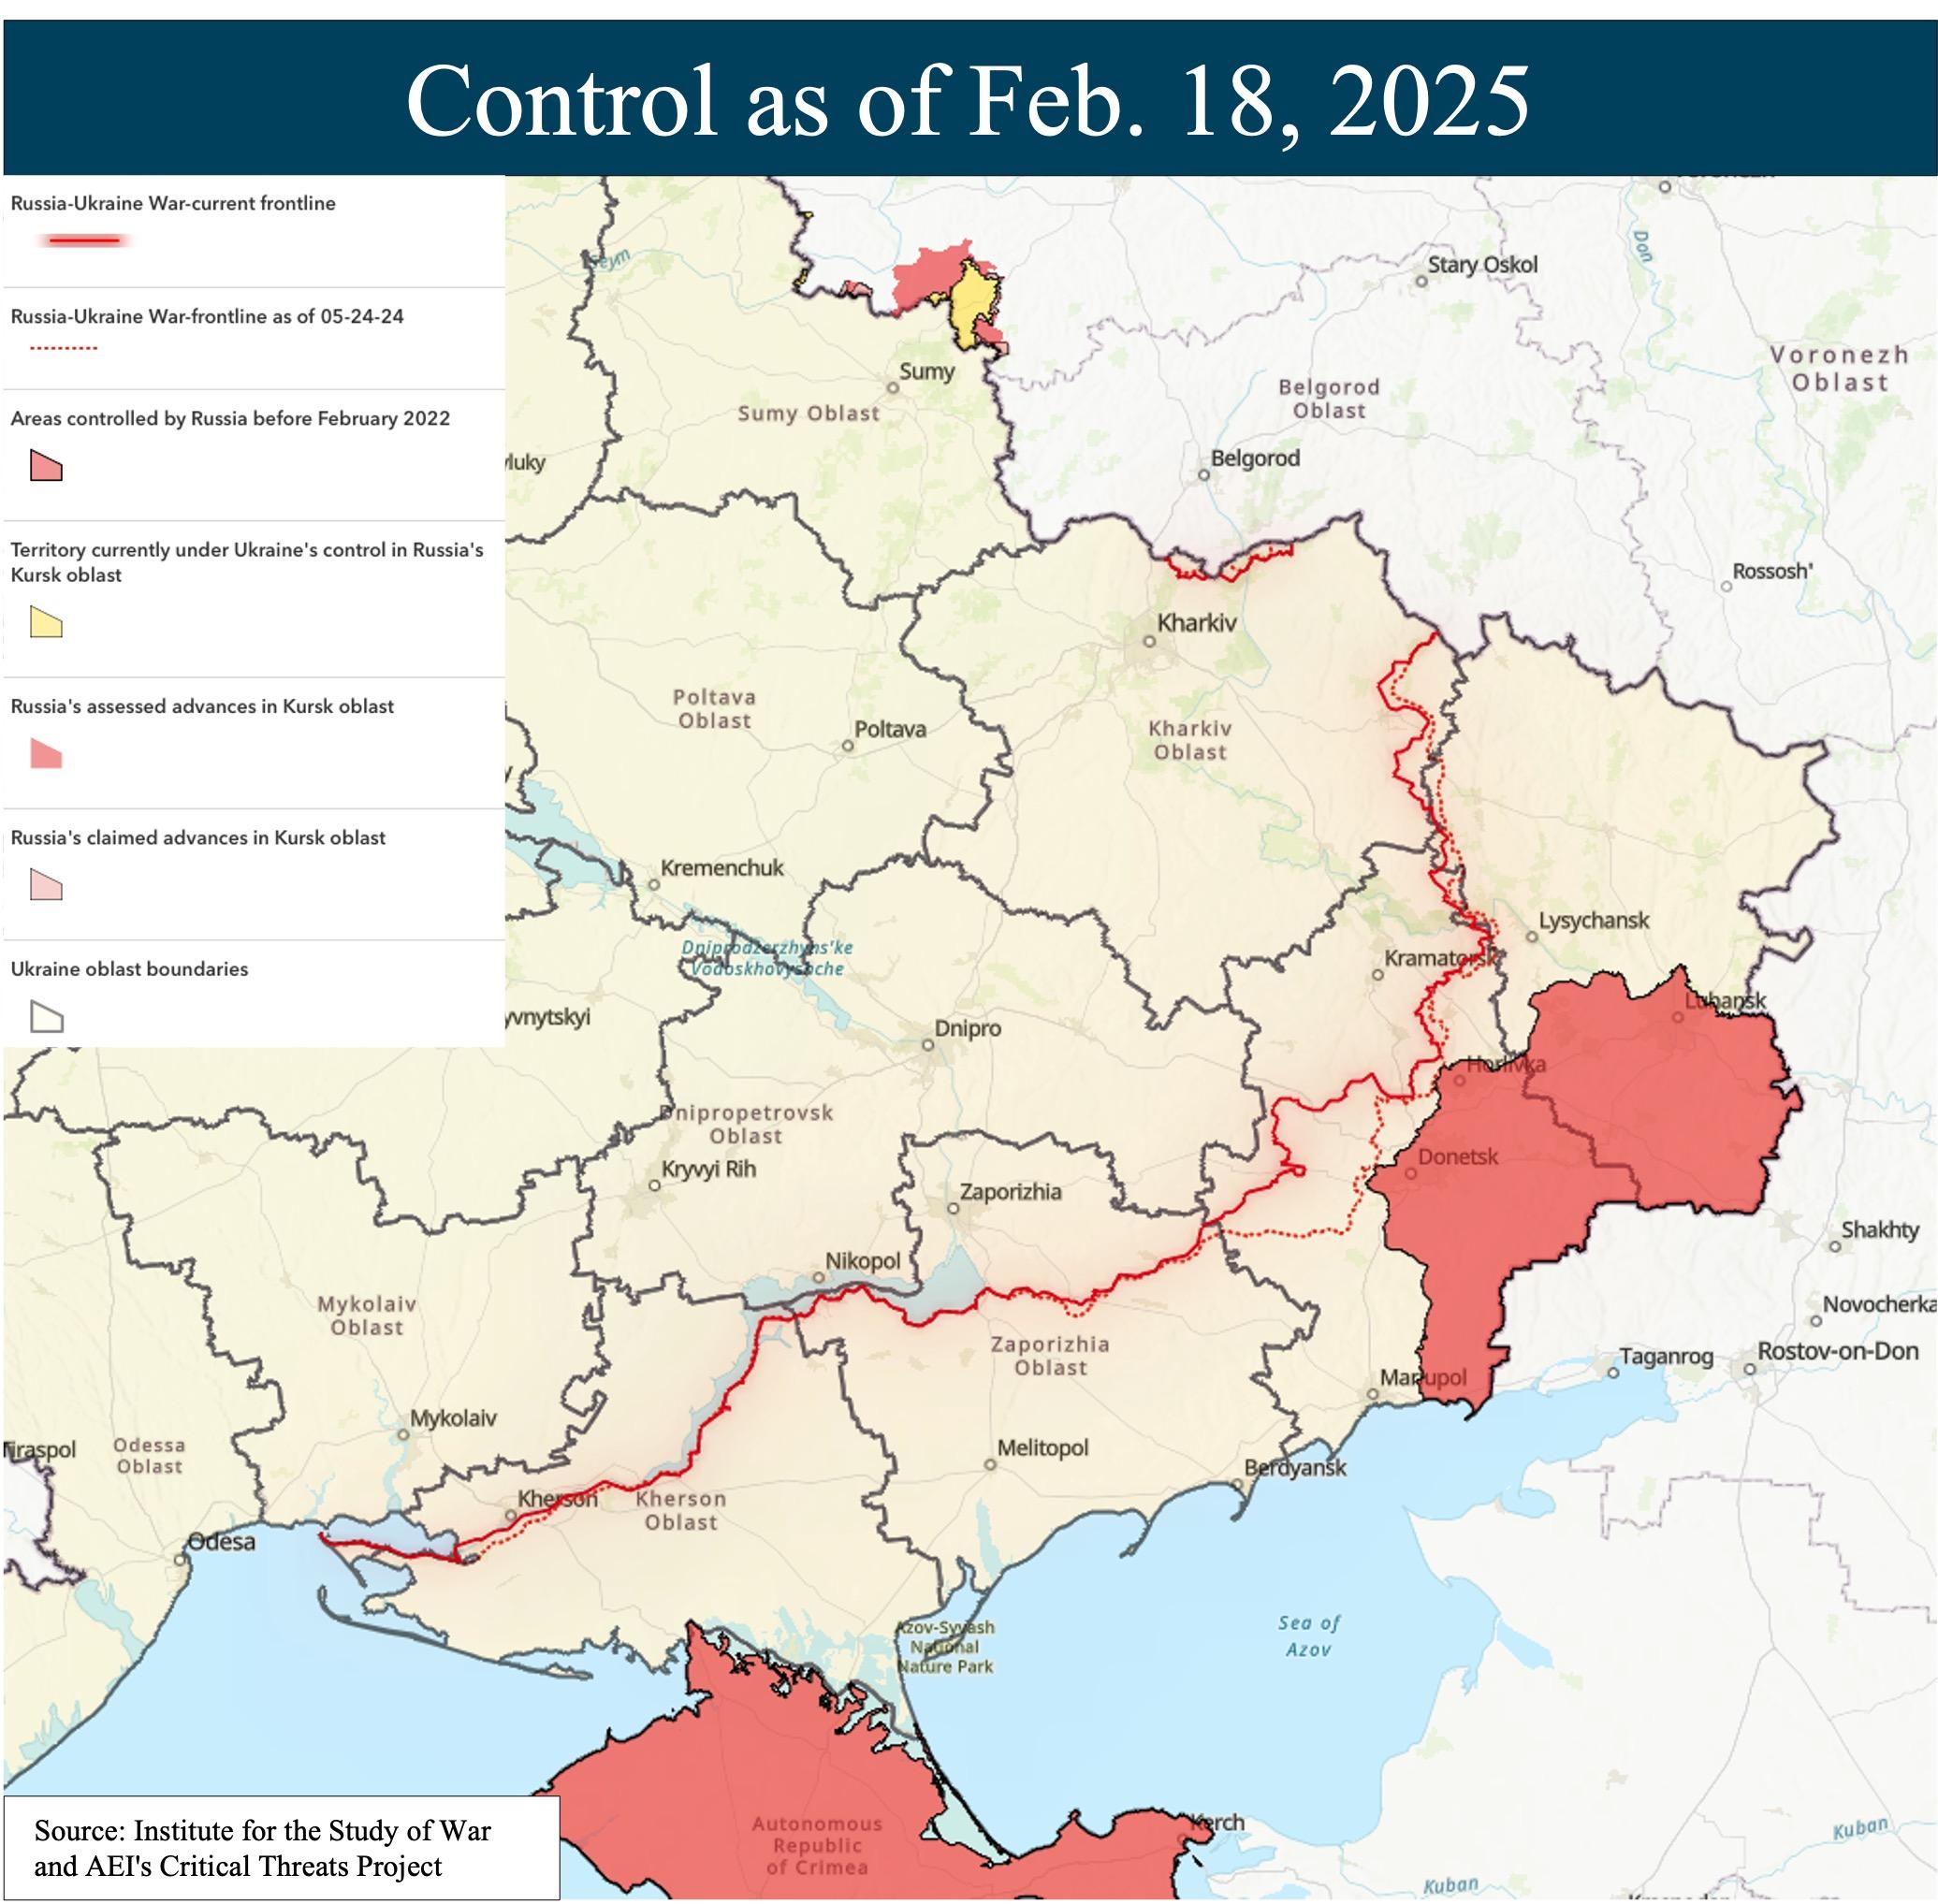 Control as of Feb. 18, 2025
Russia-Ukraine War-current frontline
Russia-Ukraine War-frontline as of 05-24-24
Areas controlled by Russia before February 2022
Territory currently under Ukraine's control in Russia's
Kursk oblast
Russia's assessed advances in Kursk oblast
Russia's claimed advances in Kursk oblast
Ukraine oblast boundaries
Seym
Don
Stary Oskol
Voronezh
Oblast
Sumy
Sumy Oblast
Belgorod
Oblast
Belgorod
yluky
Rossosh'
Kharkiv
Poltava
Oblast
Poltava
Kharkiv
Oblast
y
Kremenchuk
Dniprodzerzhyns'ke
Vodoskhovyshche
Lysychansk
Kramatorsk
Luhansk
yvnytskyi
Dnipro
Horlivka
Dnipropetrovsk
Oblast
Kryvyi Rih
Donetsk
Zaporizhia
Shakhty
Nikopol
Mykolaiv
Oblast
Zaporizhia
Oblast
Novocherka
Taganrog
Rostov-on-Don
Mariupol
Mykolaiv
Tiraspol
Odessa
Oblast
Melitopol
Berdyansk
Kherson
Kherson
Oblast
Odesa
Azov-Syvash
National
Nature Park
Sea of
Azov
Autonomous
Republic
of Crimea
Kerch
Kuban
Kuban
Source: Institute for the Study of War
and AEI's Critical Threats Project